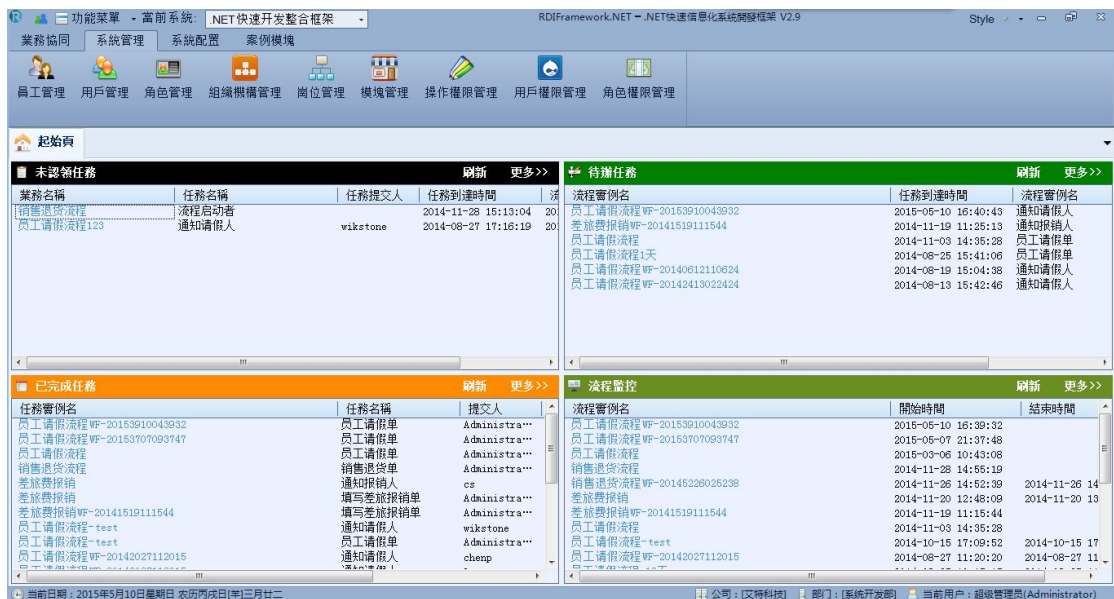 功能菜單 當前系統: .NET快速开发整合框架 RDIFramework.NET － .NET快速信息化系統開發框架 V2.9 Style
業務協同 系統管理 系統配置 案例模塊
員工管理 用戶管理 角色管理 組織機構管理 崗位管理 模塊管理 操作權限管理 用戶權限管理 角色權限管理
起始頁
未認領任務 刷新 更多>>
業務名稱 任務名稱 任務提交人 任務到達時間 流
销售退货流程 流程启动者 2014-11-28 15:13:04 20
员工请假流程123 通知请假人 wikstone 2014-08-27 17:16:19 20
待辦任務 刷新 更多>>
流程實例名 任務到達時間 流程實例名
员工请假流程WF-20153910043932 2015-05-10 16:40:43 通知请假人
差旅费报销WF-20141519111544 2014-11-19 11:25:13 通知报销人
员工请假流程 2014-11-03 14:35:28 员工请假单
员工请假流程1天 2014-08-25 15:41:06 员工请假单
员工请假流程WF-20140612110624 2014-08-19 15:04:38 通知请假人
员工请假流程WF-20142413022424 2014-08-13 15:42:46 通知请假人
已完成任務 刷新 更多>>
任務實例名 任務名稱 提交人
员工请假流程WF-20153910043932 员工请假单 Administra…
员工请假流程WF-20153707093747 员工请假单 Administra…
员工请假流程 员工请假单 Administra…
销售退货流程 销售退货单 Administra…
差旅费报销 通知报销人 cs
差旅费报销 填写差旅报销单 Administra…
差旅费报销WF-20141519111544 填写差旅报销单 Administra…
员工请假流程-test 通知请假人 wikstone
员工请假流程 员工请假单 Administra…
员工请假流程WF-20142027112015 通知请假人 chenp
流程監控 刷新 更多>>
流程實例名 開始時間 結束時間
员工请假流程WF-20153910043932 2015-05-10 16:39:32
员工请假流程WF-20153707093747 2015-05-07 21:37:48
员工请假流程 2015-03-06 10:43:08
销售退货流程 2014-11-28 14:55:19
销售退货流程WF-20145226025238 2014-11-26 14:52:39 2014-11-26 14
差旅费报销 2014-11-20 12:48:09 2014-11-20 13
差旅费报销WF-20141519111544 2014-11-19 11:15:44
员工请假流程 2014-11-03 14:35:28
员工请假流程-test 2014-10-15 17:09:52 2014-10-15 17
员工请假流程WF-20142027112015 2014-08-27 11:20:20 2014-08-27 11
当前日期：2015年5月10日星期日 农历丙戌日[羊]三月廿二 公司：[艾特科技] 部门：[系统开发部] 当前用户：超级管理员(Administrator)